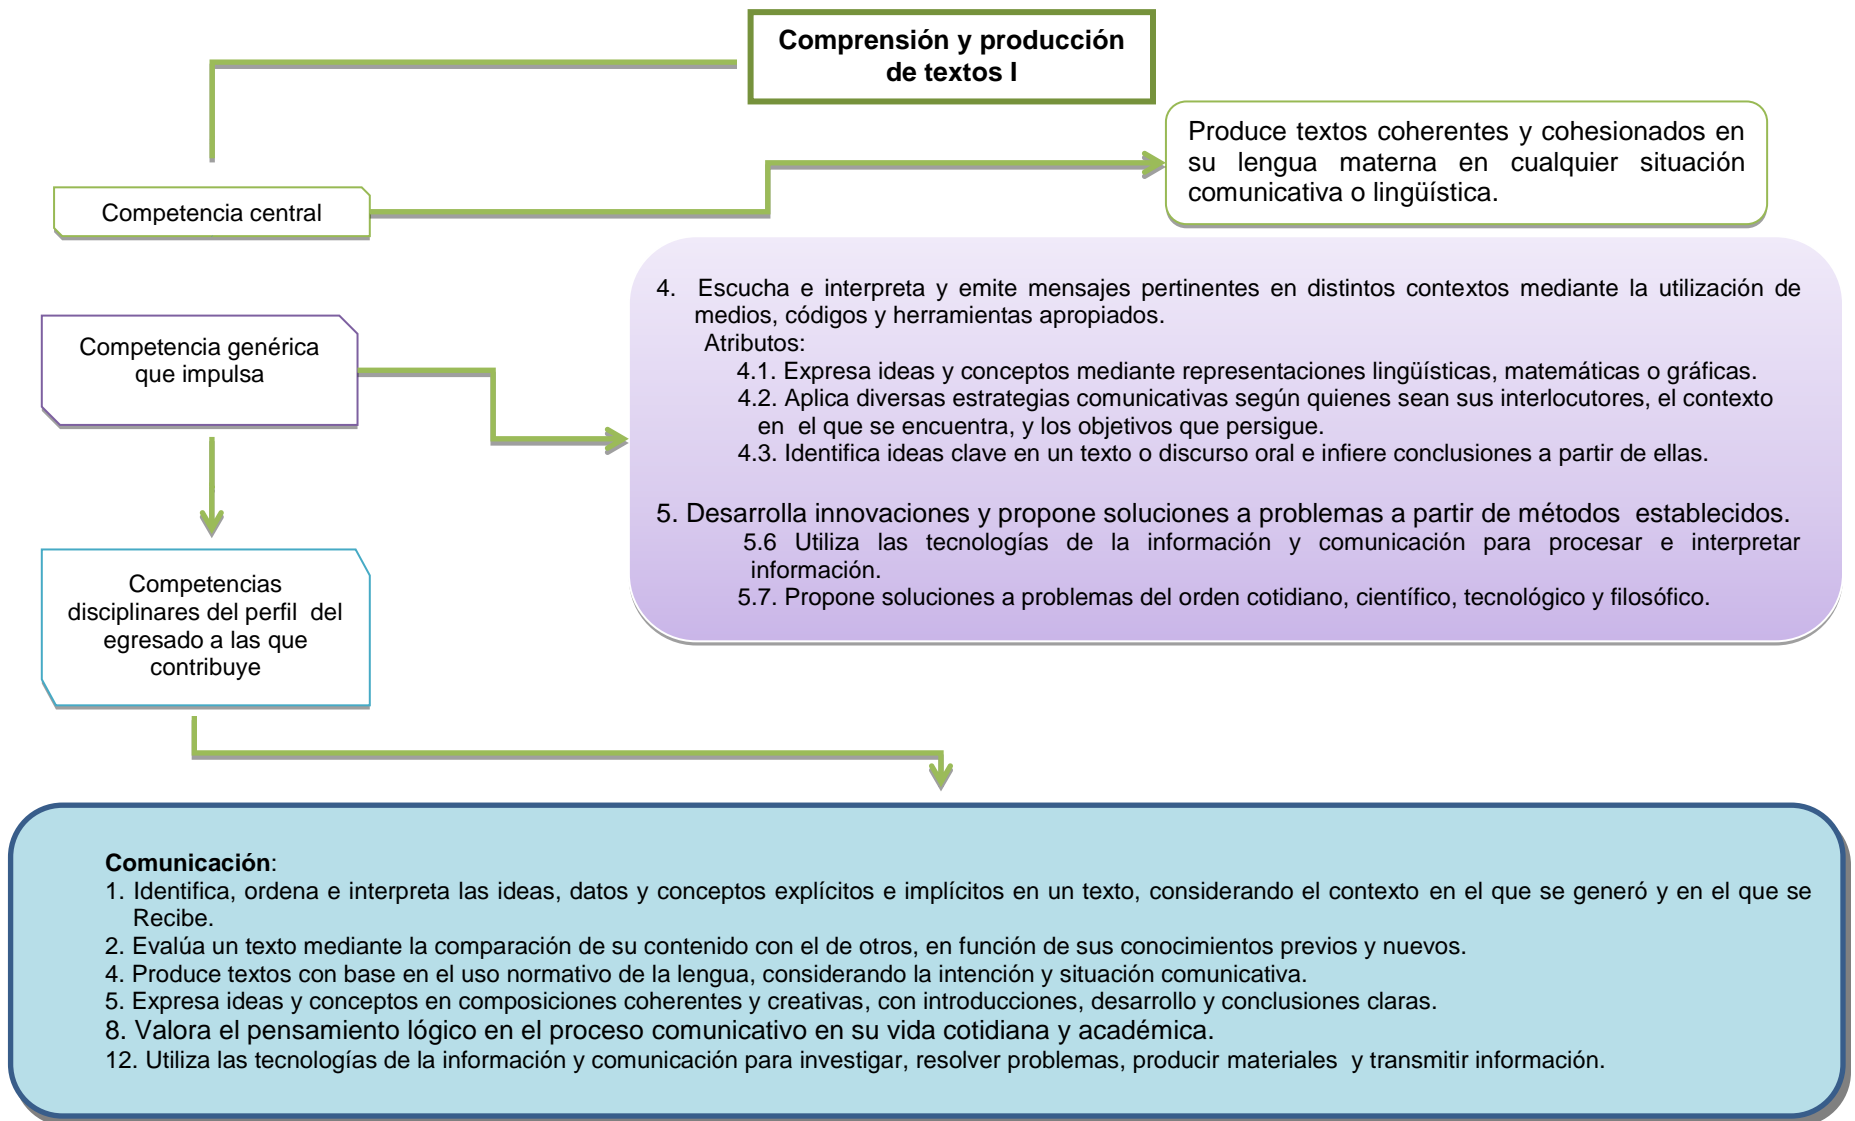 Comprensión y producción
de textos I
Produce textos coherentes y cohesionados en
su lengua materna en cualquier situación
comunicativa o lingüística.
Competencia central
Competencia genérica
que impulsa
4. Escucha e interpreta y emite mensajes pertinentes en distintos contextos mediante la utilización de
medios, códigos y herramientas apropiados.
Atributos:
4.1. Expresa ideas y conceptos mediante representaciones lingüísticas, matemáticas o gráficas.
4.2. Aplica diversas estrategias comunicativas según quienes sean sus interlocutores, el contexto
en el que se encuentra, y los objetivos que persigue.
4.3. Identifica ideas clave en un texto o discurso oral e infiere conclusiones a partir de ellas.
5. Desarrolla innovaciones y propone soluciones a problemas a partir de métodos establecidos.
5.6 Utiliza las tecnologías de la información y comunicación para procesar e interpretar
información.
5.7. Propone soluciones a problemas del orden cotidiano, científico, tecnológico y filosófico.
Competencias
disciplinares del perfil del
egresado a las que
contribuye
Comunicación:
1. Identifica, ordena e interpreta las ideas, datos y conceptos explícitos e implícitos en un texto, considerando el contexto en el que se generó y en el que se
Recibe.
2. Evalúa un texto mediante la comparación de su contenido con el de otros, en función de sus conocimientos previos y nuevos.
4. Produce textos con base en el uso normativo de la lengua, considerando la intención y situación comunicativa.
5. Expresa ideas y conceptos en composiciones coherentes y creativas, con introducciones, desarrollo y conclusiones claras.
8. Valora el pensamiento lógico en el proceso comunicativo en su vida cotidiana y académica.
12. Utiliza las tecnologías de la información y comunicación para investigar, resolver problemas, producir materiales y transmitir información.